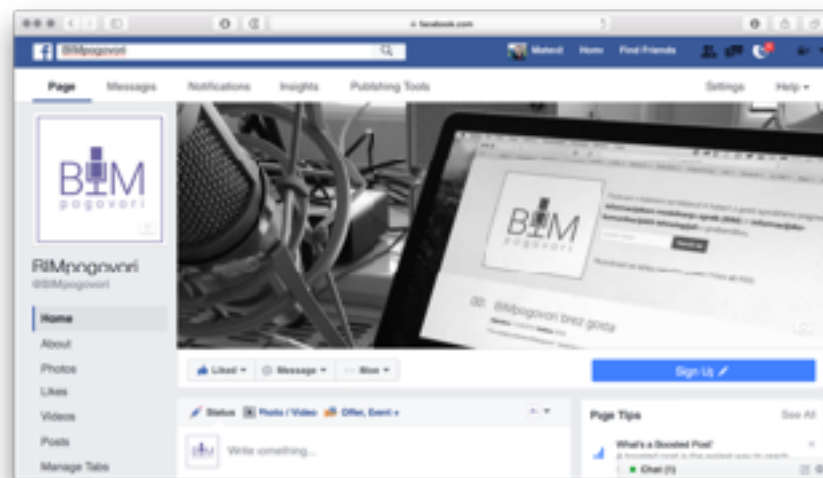 facebook.com
BIMpogovori
Matevž Home Find Friends
Page Messages Notifications Insights Publishing Tools Settings Help
BIM
pogovori
BIMpogovori
@BIMpogovori
Home
About
Photos
Likes
Videos
Posts
Manage Tabs
BIM
pogovori
BIMpogovori brez gosta
Liked Message More
Sign Up
Status Photo / Video Offer, Event +
Write something...
Page Tips See All
What's a Boosted Post?
Chat (1)